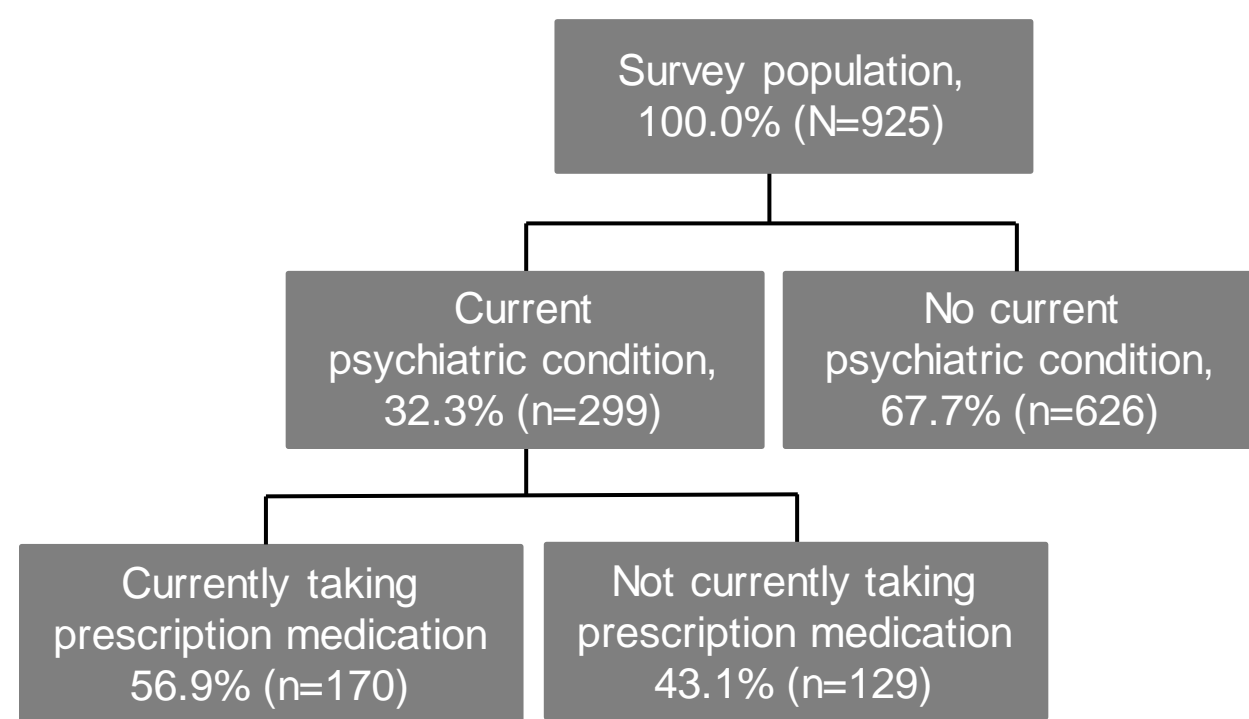 Survey population,
100.0% (N=925)
Current
psychiatric condition,
32.3% (n=299)
No current
psychiatric condition,
67.7% (n=626)
Currently taking
prescription medication
56.9% (n=170)
Not currently taking
prescription medication
43.1% (n=129)